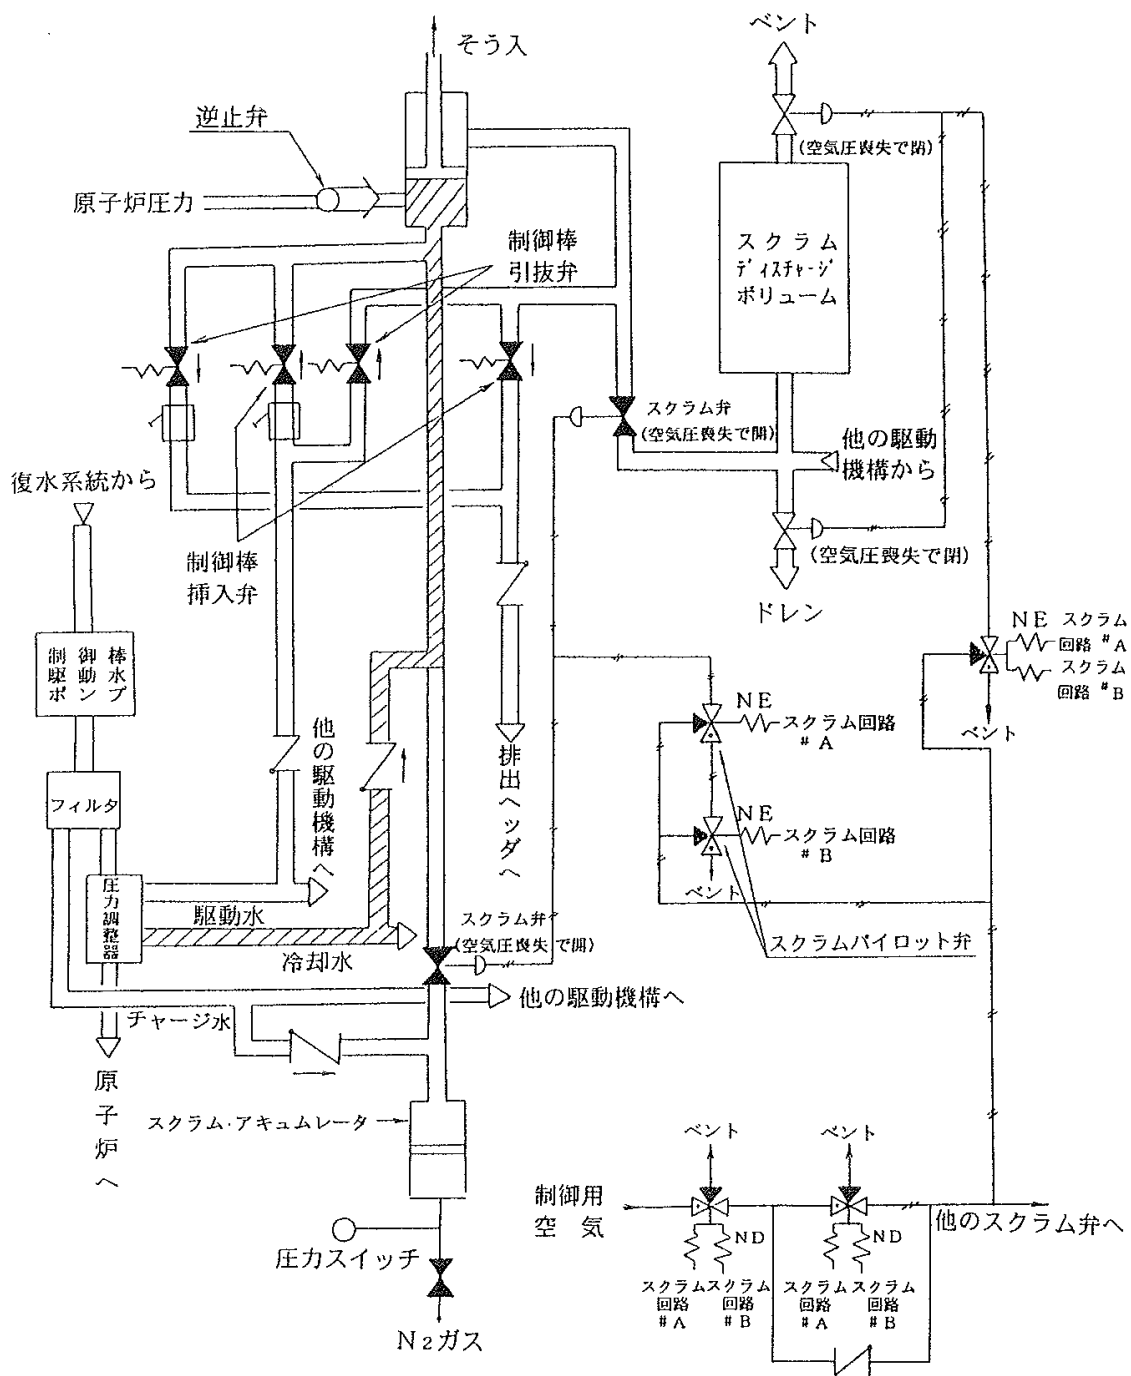 そう入
ベント
逆止弁
(空気圧喪失で閉)
原子炉圧力
制御棒
引抜弁
スクラム
ディスチャージ
ボリューム
スクラム弁
(空気圧喪失で開)
他の駆動
機構から
復水系統から
(空気圧喪失で閉)
制御棒
挿入弁
ドレン
NE
スクラム
回路 #A
スクラム
回路 #B
ベント
制御棒
駆動水
ポンプ
NE
スクラム回路
#A
他の駆動機構へ
排出ヘッダへ
フィルタ
NE
スクラム回路
#B
ベント
圧力調整器
駆動水
スクラム弁
(空気圧喪失で開)
スクラムパイロット弁
冷却水
他の駆動機構へ
チャージ水
原子炉へ
スクラム・アキュムレータ
ベント
ベント
制御用
空気
他のスクラム弁へ
ND
ND
圧力スイッチ
スクラム
回路
#A
スクラム
回路
#B
スクラム
回路
#A
スクラム
回路
#B
N2ガス